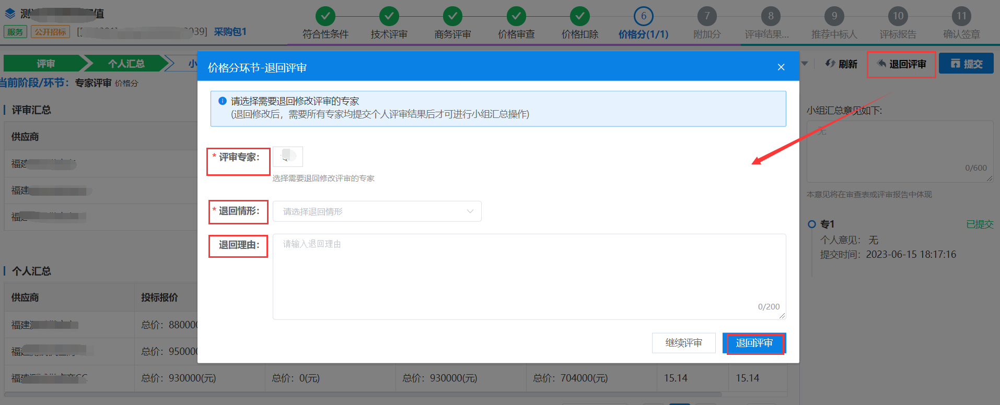 测 值
服务 公开招标 039] 采购包1
符合性条件 技术评审 商务评审 价格审查 价格扣除 6 价格分(1/1) 7 附加分 8 评审结果... 9 推荐中标人 10 评标报告 11 确认签章
评审 个人汇总 小
价格分环节-退回评审
刷新 退回评审 提交
当前阶段/环节: 专家评审 价格分
请选择需要退回修改评审的专家
(退回修改后，需要所有专家均提交个人评审结果后才可进行小组汇总操作)
评审汇总
小组汇总意见如下:
无
0/600
本意见将在审查表或评审报告中体现
供应商
福建
福建
福建
* 评审专家:
选择需要退回修改评审的专家
* 退回情形: 请选择退回情形
退回理由: 请输入退回理由
0/200
专1 已提交
个人意见: 无
提交时间: 2023-06-15 18:17:16
个人汇总
供应商 投标报价
福建 总价: 88000
福建 总价: 95000
继续评审 退回评审
福建 总价: 930000(元) 总价: 0(元) 总价: 930000(元) 总价: 704000(元) 15.14 15.14